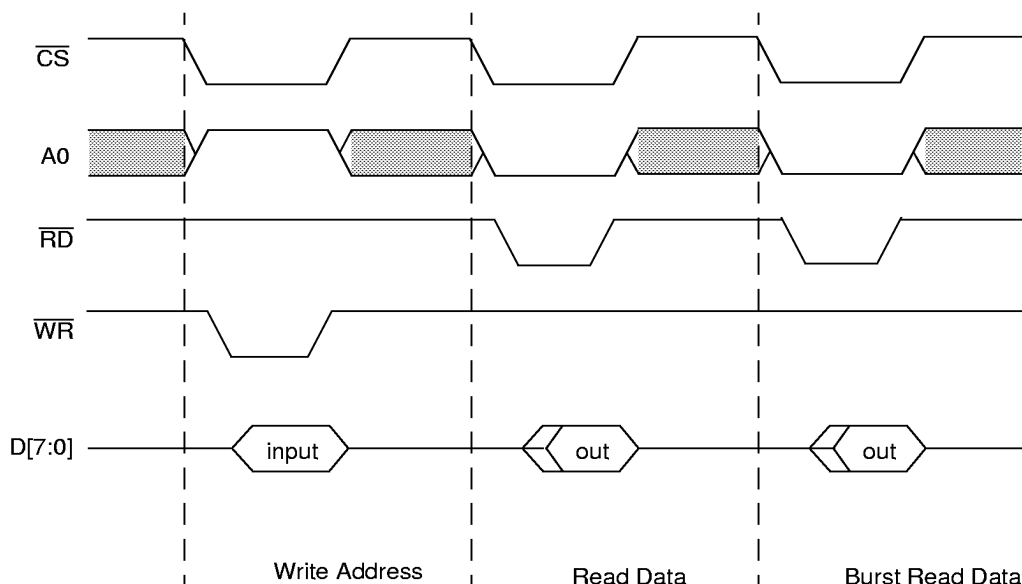 CS
A0
RD
WR
D[7:0]
input
out
out
Write Address
Read Data
Burst Read Data